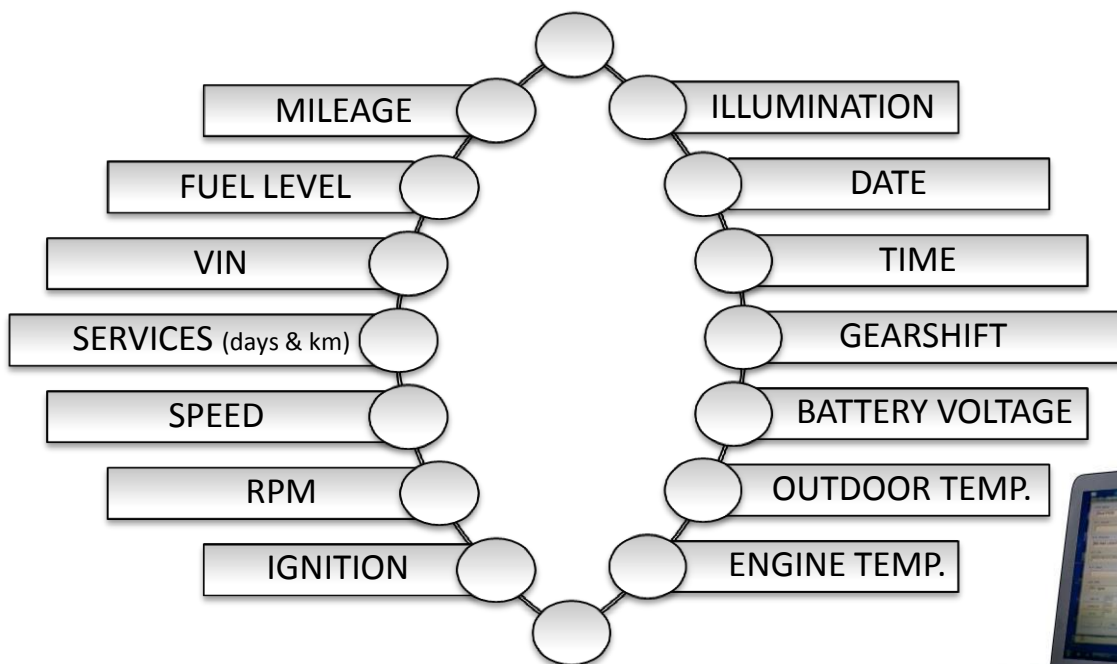 MILEAGE
FUEL LEVEL
VIN
SERVICES (days & km)
SPEED
RPM
IGNITION
ILLUMINATION
DATE
TIME
GEARSHIFT
BATTERY VOLTAGE
OUTDOOR TEMP.
ENGINE TEMP.